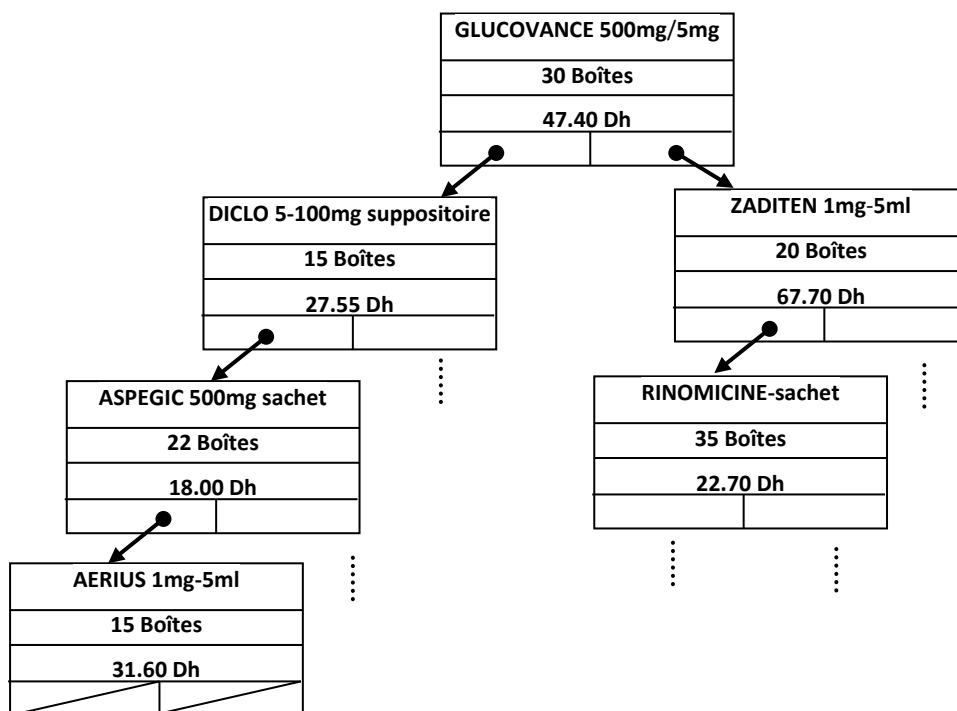 GLUCOVANCE 500mg/5mg
30 Boîtes
47.40 Dh
DICLO 5-100mg suppositoire
15 Boîtes
27.55 Dh
ZADITEN 1mg-5ml
20 Boîtes
67.70 Dh
ASPEGIC 500mg sachet
22 Boîtes
18.00 Dh
RINOMICINE-sachet
35 Boîtes
22.70 Dh
AERIUS 1mg-5ml
15 Boîtes
31.60 Dh